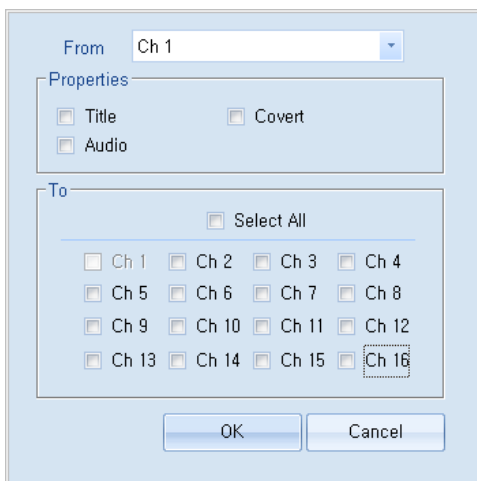 From Ch 1
Properties
Title Covert
Audio
To
Select All
Ch 1 Ch 2 Ch 3 Ch 4
Ch 5 Ch 6 Ch 7 Ch 8
Ch 9 Ch 10 Ch 11 Ch 12
Ch 13 Ch 14 Ch 15 Ch 16
OK Cancel